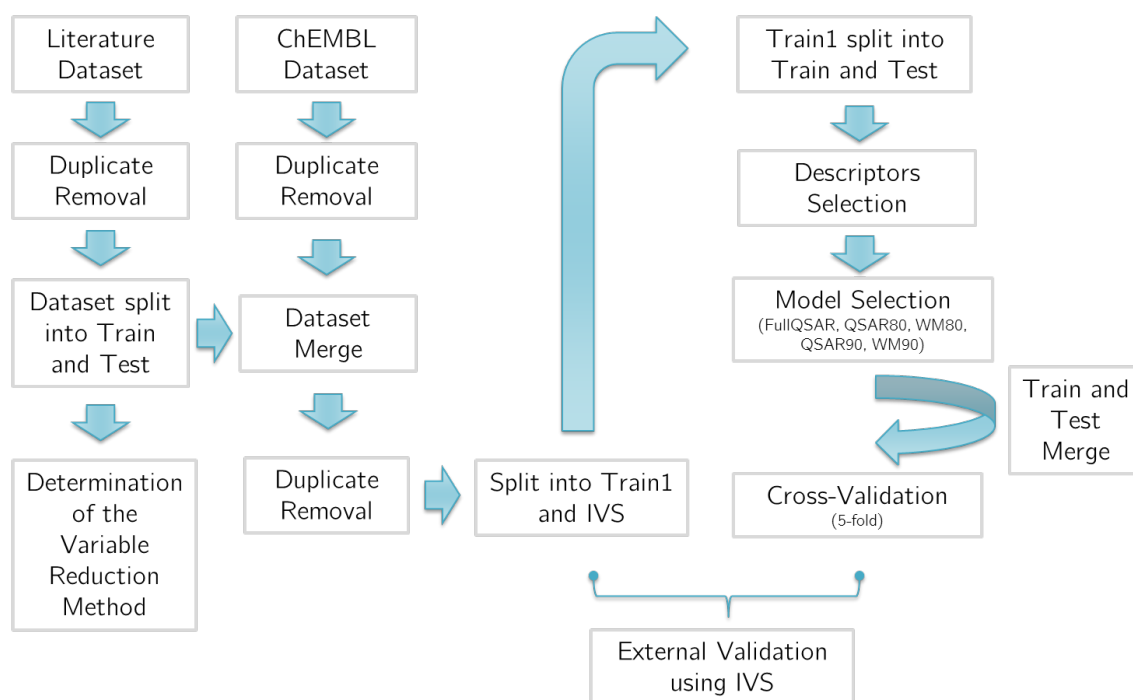 Literature
Dataset
Duplicate
Removal
Dataset split
into Train
and Test
Determination
of the
Variable
Reduction
Method
ChEMBL
Dataset
Duplicate
Removal
Dataset
Merge
Duplicate
Removal
Split into Train1
and IVS
Train1 split into
Train and Test
Descriptors
Selection
Model Selection
(FullQSAR, QSAR80, WM80,
QSAR90, WM90)
Train and
Test
Merge
Cross-Validation
(5-fold)
External Validation
using IVS